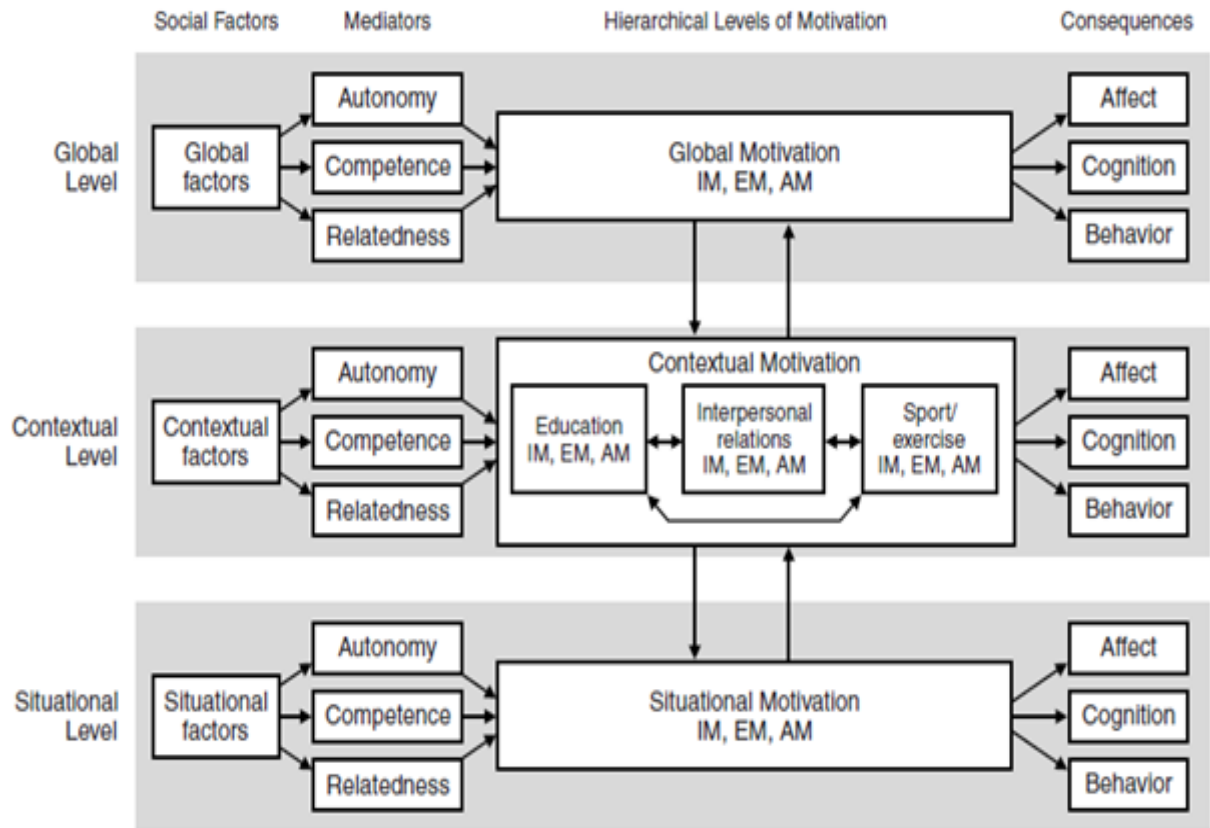 Social Factors
Mediators
Hierarchical Levels of Motivation
Consequences
Global
Level
Global
factors
Autonomy
Competence
Relatedness
Global Motivation
IM, EM, AM
Affect
Cognition
Behavior
Contextual
Level
Contextual
factors
Autonomy
Competence
Relatedness
Contextual Motivation
Education
IM, EM, AM
Interpersonal
relations
IM, EM, AM
Sport/
exercise
IM, EM, AM
Affect
Cognition
Behavior
Situational
Level
Situational
factors
Autonomy
Competence
Relatedness
Situational Motivation
IM, EM, AM
Affect
Cognition
Behavior